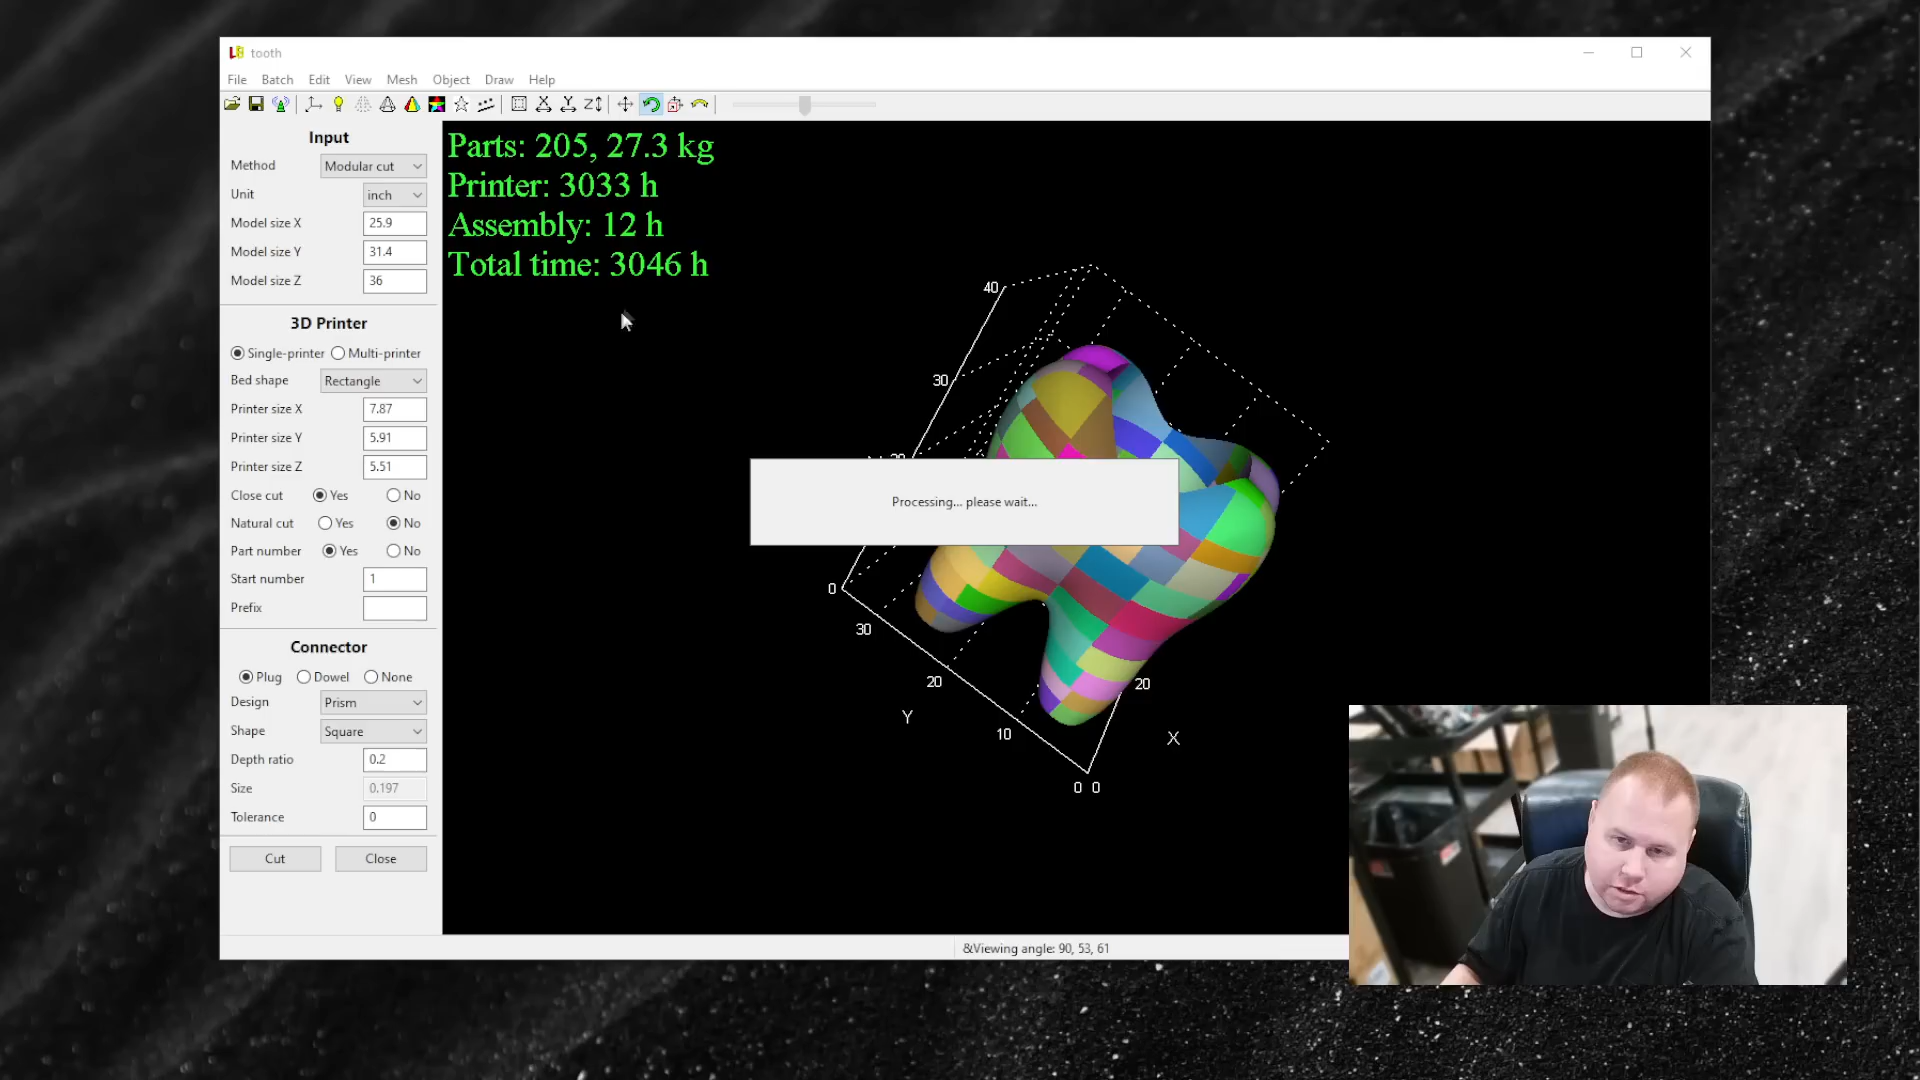 tooth
File Batch Edit View Mesh Object Draw Help
Input
Method Modular cut
Unit inch
Model size X 25.9
Model size Y 31.4
Model size Z 36
3D Printer
Single-printer Multi-printer
Bed shape Rectangle
Printer size X 7.87
Printer size Y 5.91
Printer size Z 5.51
Close cut Yes No
Natural cut Yes No
Part number Yes No
Start number 1
Prefix
Connector
Plug Dowel None
Design Prism
Shape Square
Depth ratio 0.2
Size 0.197
Tolerance 0
Cut Close
Parts: 205, 27.3 kg
Printer: 3033 h
Assembly: 12 h
Total time: 3046 h
40
30
Processing... please wait...
0
30
20
10
0 0
20
Y
X
&Viewing angle: 90, 53, 61